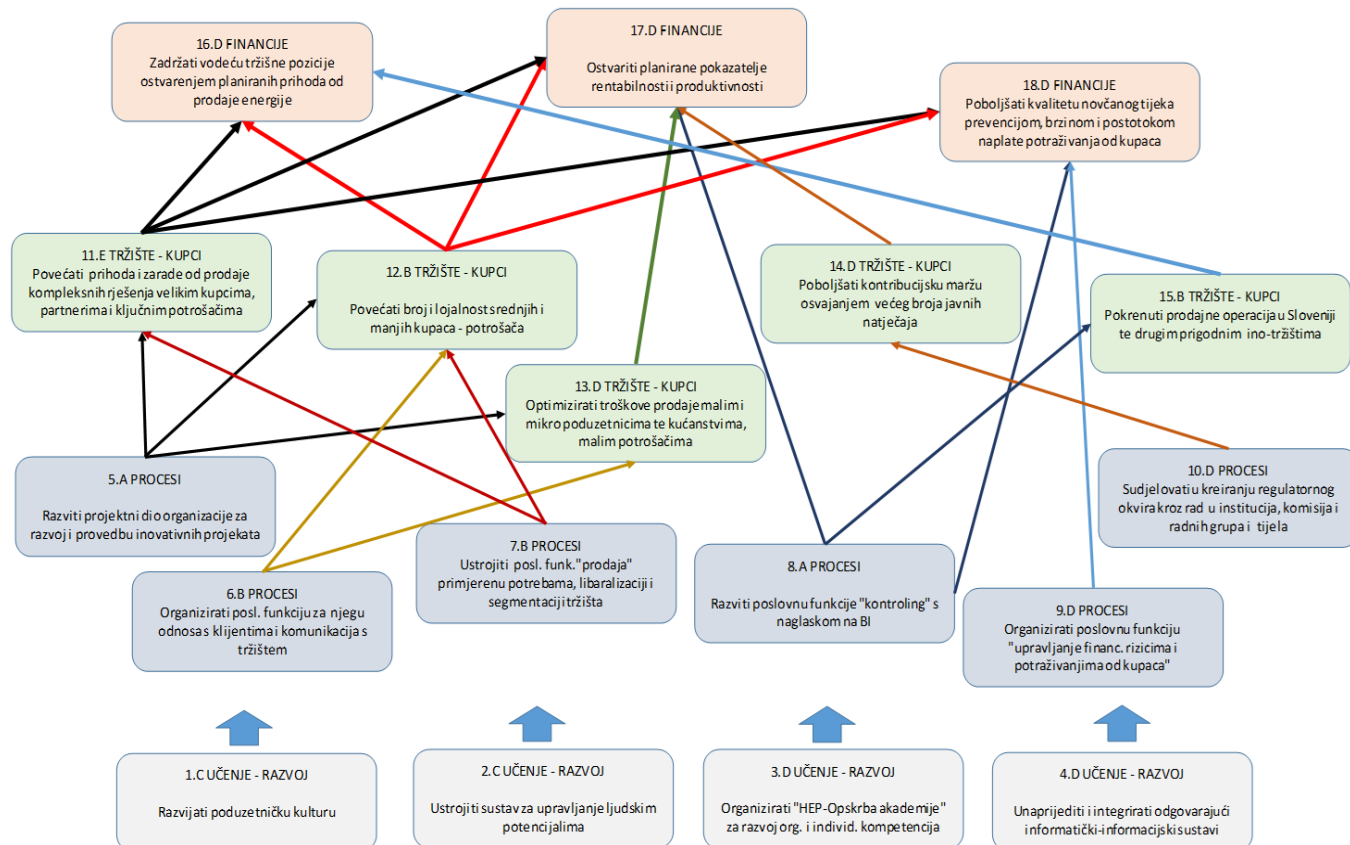 16.D FINANCIJE
Zadržati vodeću tržišne pozicije
ostvarenjem planiranih prihoda od
prodaje energije
17.D FINANCIJE
Ostvariti planirane pokazatelje
rentabilnosti i produktivnosti
18.D FINANCIJE
Poboljšati kvalitetu novčanog tijeka
prevencijom, brzinom i postotokom
naplate potraživanja od kupaca
11.E TRŽIŠTE - KUPCI
Povećati prihoda i zarade od prodaje
kompleksnih rješenja velikim kupcima,
partnerima i ključnim potrošačima
12.B TRŽIŠTE - KUPCI
Povećati broj i lojalnost srednjih i
manjih kupaca - potrošača
14.D TRŽIŠTE - KUPCI
Poboljšati kontribucijsku maržu
osvajanjem većeg broja javnih
natječaja
15.B TRŽIŠTE - KUPCI
Pokrenuti prodajne operacija u Sloveniji
te drugim prigodnim ino-tržištima
13.D TRŽIŠTE - KUPCI
Optimizirati troškove prodaje malim i
mikro poduzetnicima te kućanstvima,
malim potrošačima
5.A PROCESI
Razviti projektni dio organizacije za
razvoj i provedbu inovativnih projekata
10.D PROCESI
Sudjelovati u kreiranju regulatornog
okvira kroz rad u institucija, komisija i
radnih grupa i tijela
7.B PROCESI
Ustrojiti posl. funk."prodaja"
primjerenu potrebama, libaralizaciji i
segmentaciji tržišta
8.A PROCESI
Razviti poslovnu funkcije "kontroling" s
naglaskom na BI
6.B PROCESI
Organizirati posl. funkciju za njegu
odnosa s klijentima i komunikacija s
tržištem
9.D PROCESI
Organizirati poslovnu funkciju
"upravljanje financ. rizicima i
potraživanjima od kupaca"
1.C UČENJE - RAZVOJ
Razvijati poduzetničku kulturu
2.C UČENJE - RAZVOJ
Ustrojiti sustav za upravljanje ljudskim
potencijalima
3.D UČENJE - RAZVOJ
Organizirati "HEP-Opskrba akademije"
za razvoj org. i individ. kompetencija
4.D UČENJE - RAZVOJ
Unaprijediti i integrirati odgovarajući
informatički-informacijski sustavi